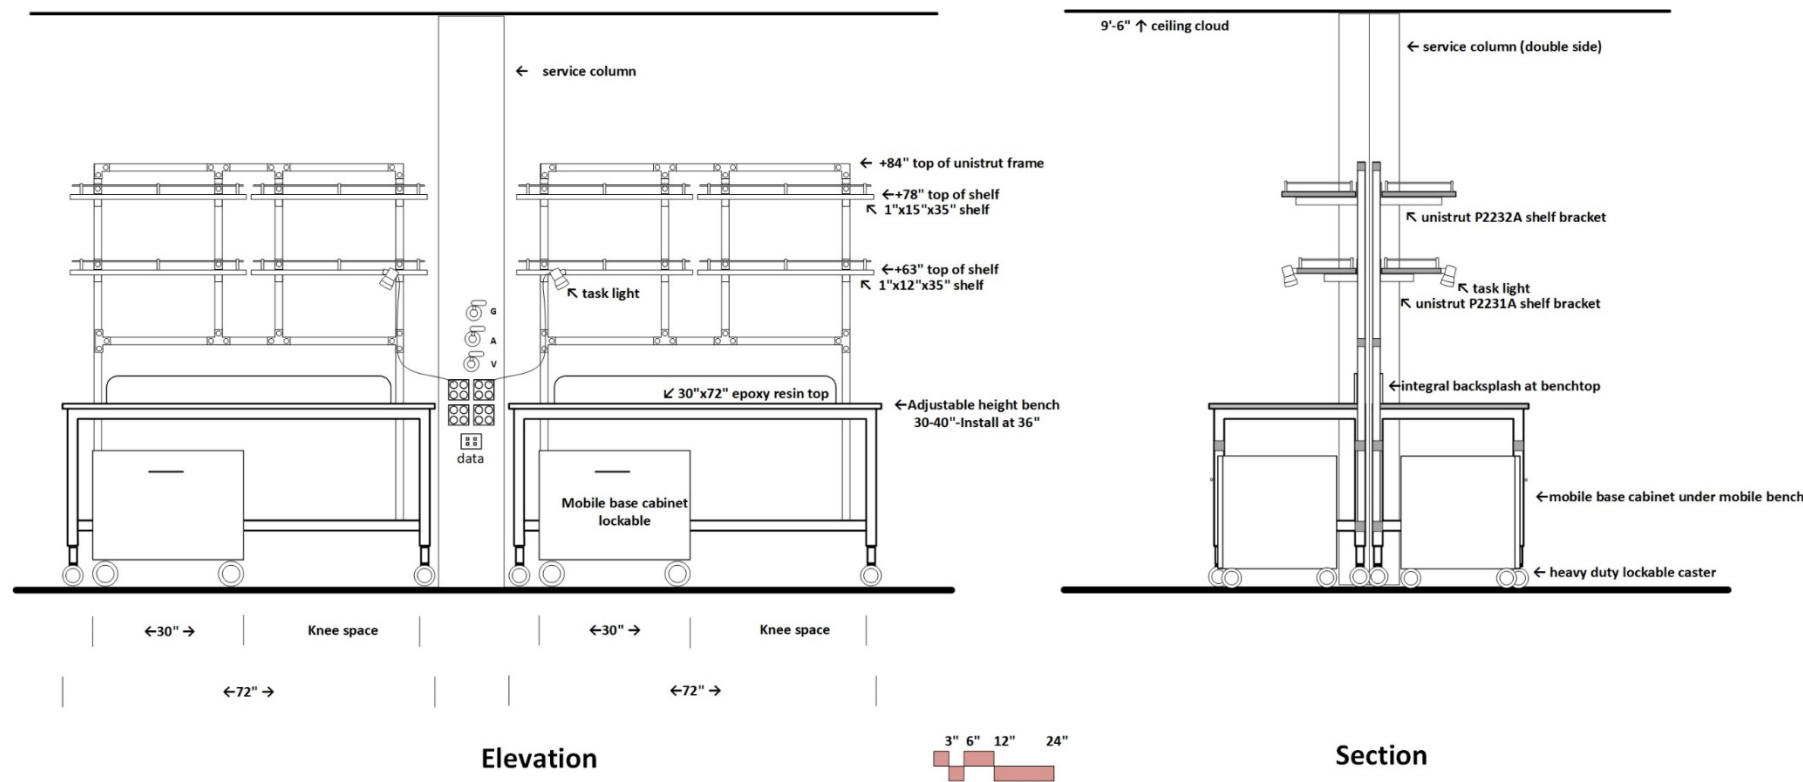 9'-6" ↑ ceiling cloud
← service column
← service column (double side)
← +84" top of unistrut frame
←+78" top of shelf
↖ 1"x15"x35" shelf
↖ unistrut P2232A shelf bracket
←+63" top of shelf
↖ 1"x12"x35" shelf
↖ task light
↖ task light
↖ unistrut P2231A shelf bracket
G
A
V
↙ 30"x72" epoxy resin top
←integral backsplash at benchtop
←Adjustable height bench
30-40"-Install at 36"
data
Mobile base cabinet
lockable
←mobile base cabinet under mobile bench
← heavy duty lockable caster
←30" →
Knee space
←30" →
Knee space
←72" →
←72" →
3" 6" 12" 24"
Elevation
Section